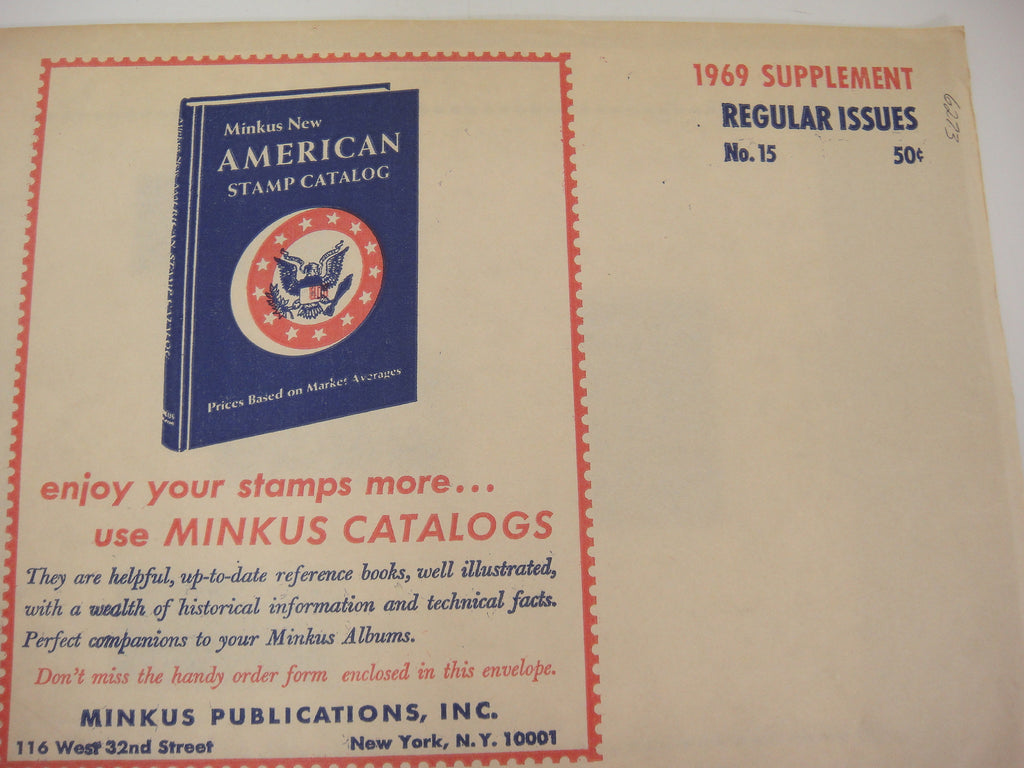 1969 SUPPLEMENT
REGULAR ISSUES
No. 15 50¢
6273
Minkus New
AMERICAN
STAMP CATALOG
Prices Based on Market Averages
enjoy your stamps more...
use MINKUS CATALOGS
They are helpful, up-to-date reference books, well illustrated,
with a wealth of historical information and technical facts.
Perfect companions to your Minkus Albums.
Don't miss the handy order form enclosed in this envelope.
MINKUS PUBLICATIONS, INC.
116 West 32nd Street New York, N.Y. 10001